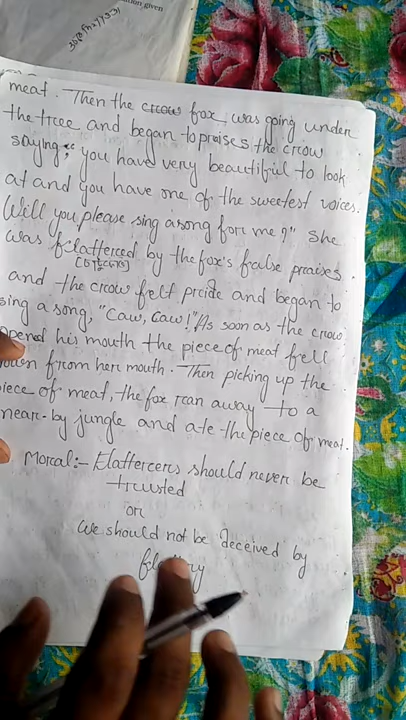 ation given
meat. Then the crow fox was going under
the tree and began to praises the crow
saying, "you have very beautiful to look
at and you have one of the sweetest voices.
Will you please sing a song for me?" She
was flattered by the fox's false praises.
and the crow felt pride and began to
sing a song, "Caw, Caw!" As soon as the crow
opened his mouth the piece of meat fell
down from her mouth. Then picking up the
piece of meat, the fox ran away to a
near-by jungle and ate the piece of meat.
Moral:- Flatterers should never be
trusted
or
We should not be deceived by